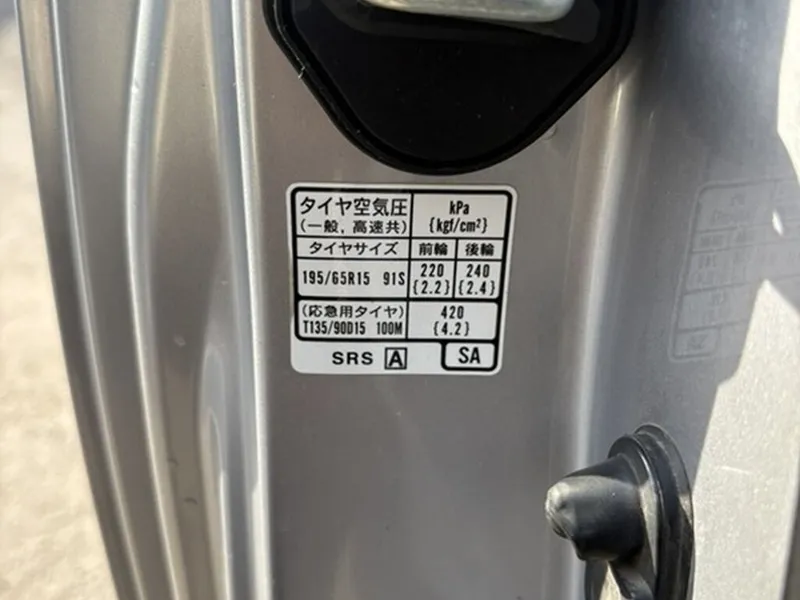 タイヤ空気圧 kPa
(一般, 高速共) {kgf/cm²}
タイヤサイズ 前輪 後輪
195/65R15 91S 220 240
{2.2} {2.4}
(応急用タイヤ) 420
T135/90D15 100M {4.2}
SRS A SA